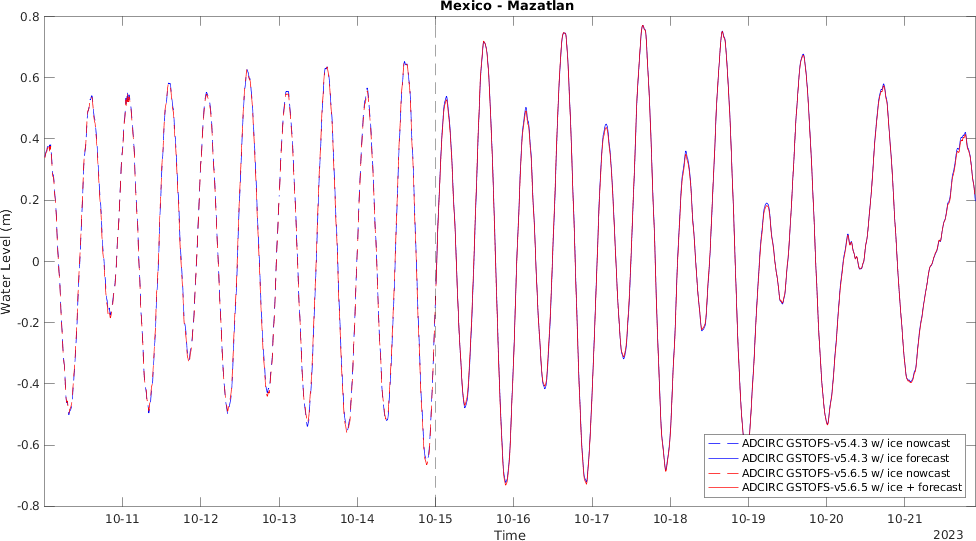 Mexico - Mazatlan
0.8
0.6
0.4
0.2
0
-0.2
-0.4
-0.6
-0.8
Water Level (m)
ADCIRC GSTOFS-v5.4.3 w/ ice nowcast
ADCIRC GSTOFS-v5.4.3 w/ ice forecast
ADCIRC GSTOFS-v5.6.5 w/ ice nowcast
ADCIRC GSTOFS-v5.6.5 w/ ice + forecast
10-11 10-12 10-13 10-14 10-15 10-16 10-17 10-18 10-19 10-20 10-21
Time
2023